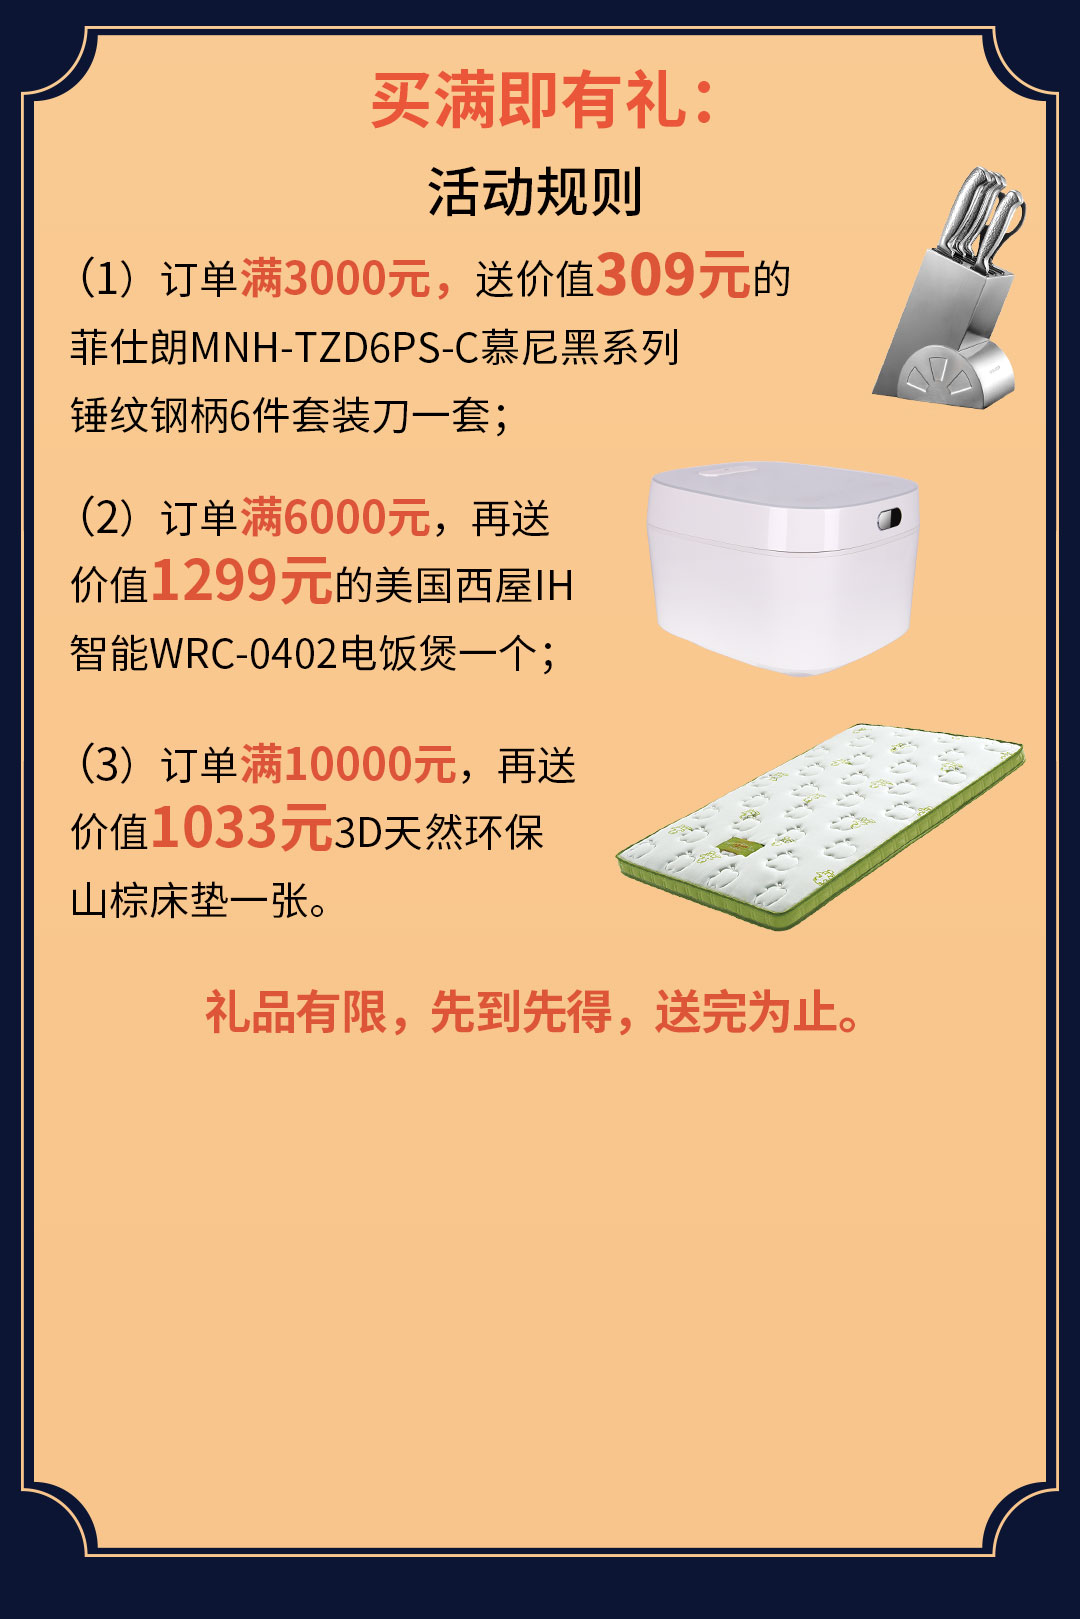 买满即有礼：
活动规则
（1）订单满3000元，送价值309元的
菲仕朗MNH-TZD6PS-C慕尼黑系列
锤纹钢柄6件套装刀一套；
（2）订单满6000元，再送
价值1299元的美国西屋IH
智能WRC-0402电饭煲一个；
（3）订单满10000元，再送
价值1033元3D天然环保
山棕床垫一张。
礼品有限，先到先得，送完为止。